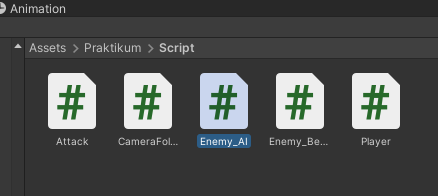 Animation
Assets > Praktikum > Script
Attack CameraFol... Enemy_AI Enemy_Be... Player